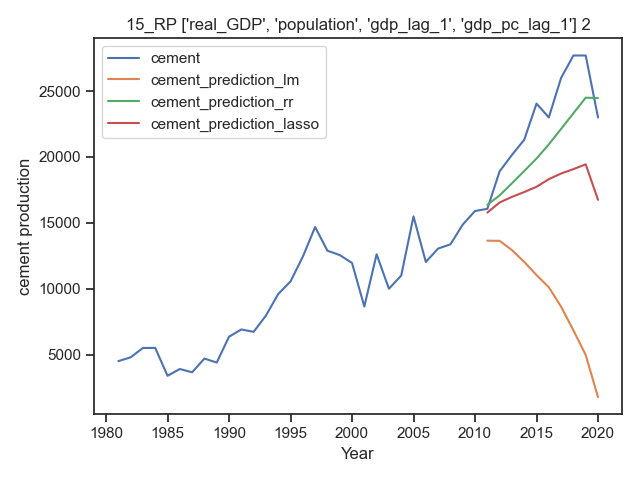 15_RP ['real_GDP', 'population', 'gdp_lag_1', 'gdp_pc_lag_1'] 2
cement
cement_prediction_lm
cement_prediction_rr
cement_prediction_lasso
cement production
25000
20000
15000
10000
5000
1980 1985 1990 1995 2000 2005 2010 2015 2020
Year